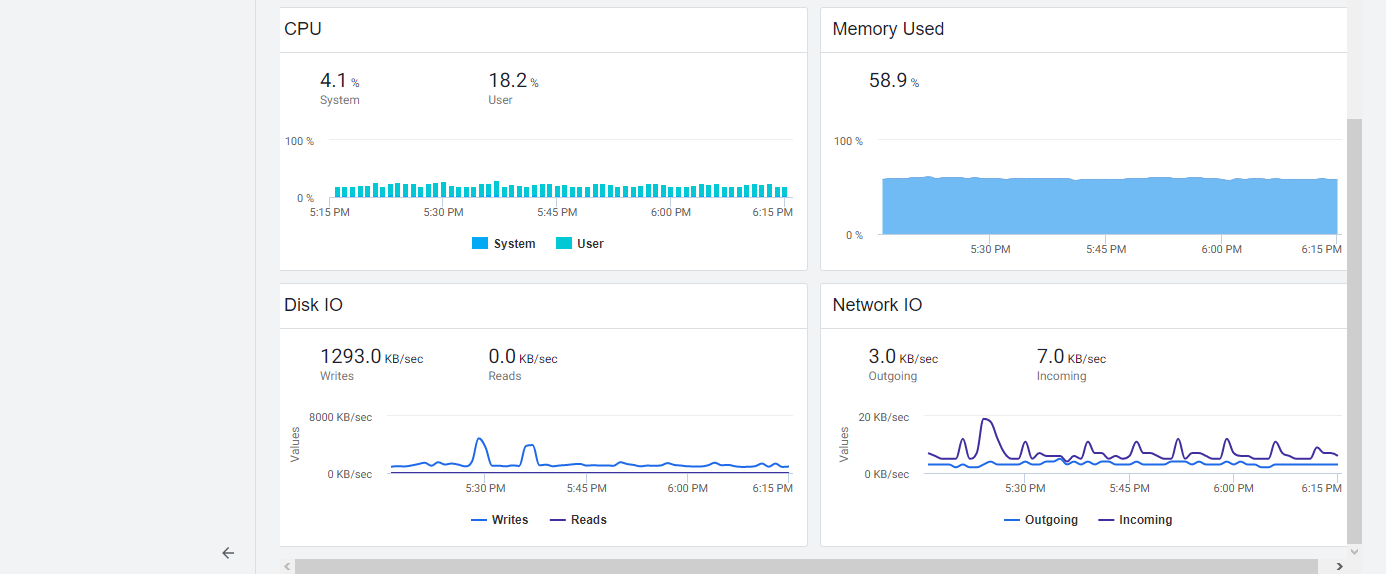 CPU
4.1 %
System
18.2 %
User
100 %
0 %
5:15 PM
5:30 PM
5:45 PM
6:00 PM
6:15 PM
System
User
Memory Used
58.9 %
100 %
0 %
5:30 PM
5:45 PM
6:00 PM
6:15 PM
Disk IO
1293.0 KB/sec
Writes
0.0 KB/sec
Reads
Values
8000 KB/sec
0 KB/sec
5:30 PM
5:45 PM
6:00 PM
6:15 PM
Writes
Reads
Network IO
3.0 KB/sec
Outgoing
7.0 KB/sec
Incoming
Values
20 KB/sec
0 KB/sec
5:30 PM
5:45 PM
6:00 PM
6:15 PM
Outgoing
Incoming